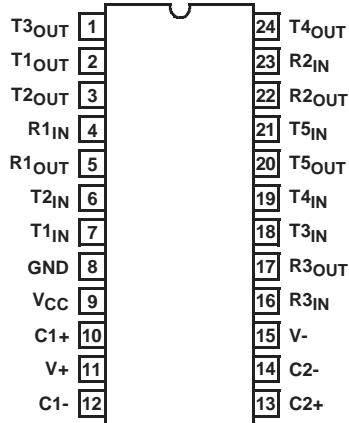 T3OUT 1 24 T4OUT
T1OUT 2 23 R2IN
T2OUT 3 22 R2OUT
R1IN 4 21 T5IN
R1OUT 5 20 T5OUT
T2IN 6 19 T4IN
T1IN 7 18 T3IN
GND 8 17 R3OUT
VCC 9 16 R3IN
C1+ 10 15 V-
V+ 11 14 C2-
C1- 12 13 C2+